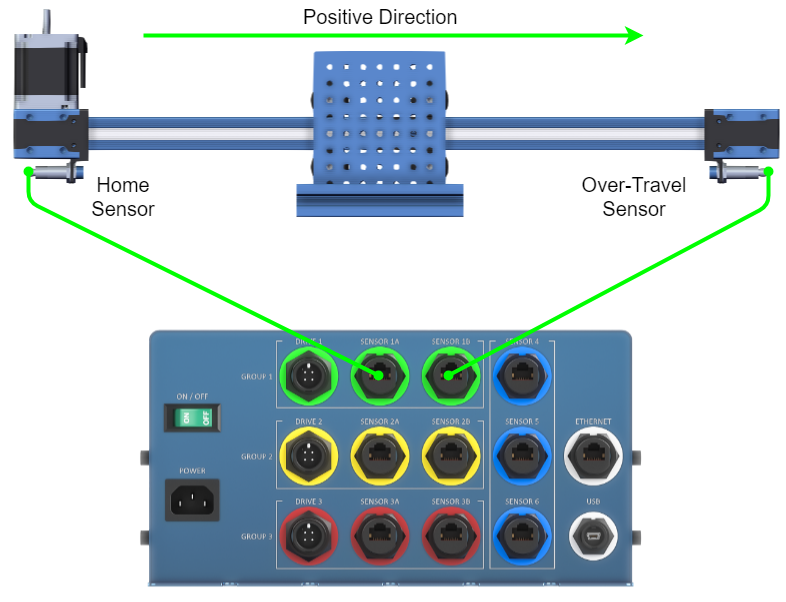 Positive Direction
Home
Sensor
Over-Travel
Sensor
DRIVE 1
SENSOR 1A
SENSOR 1B
SENSOR 4
GROUP 1
ON / OFF
ON
OFF
DRIVE 2
SENSOR 2A
SENSOR 2B
SENSOR 5
ETHERNET
GROUP 2
POWER
DRIVE 3
SENSOR 3A
SENSOR 3B
SENSOR 6
USB
GROUP 3